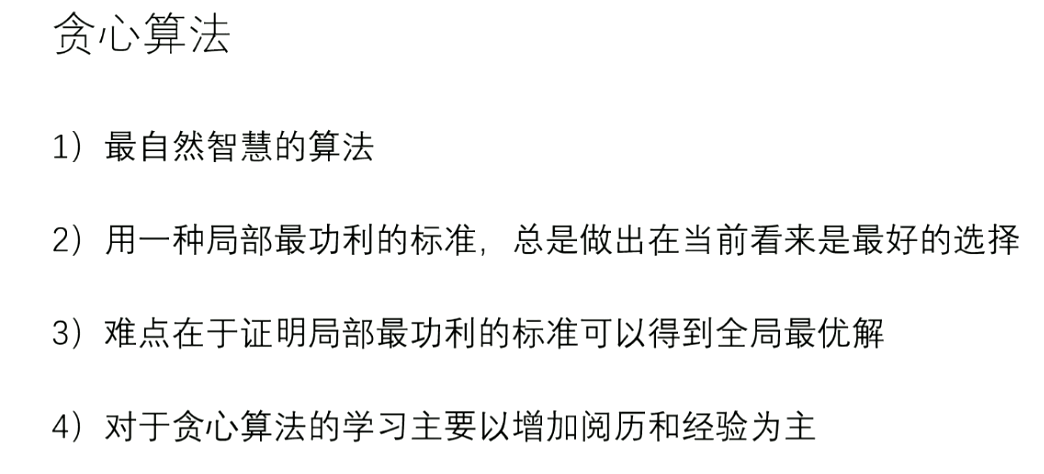 贪心算法
1）最自然智慧的算法
2）用一种局部最功利的标准，总是做出在当前看来是最好的选择
3）难点在于证明局部最功利的标准可以得到全局最优解
4）对于贪心算法的学习主要以增加阅历和经验为主